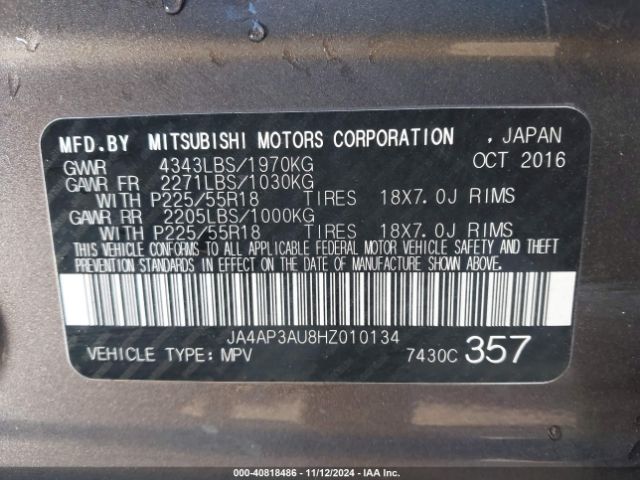 MFD.BY MITSUBISHI MOTORS CORPORATION , JAPAN
GVWR 4343LBS/1970KG OCT 2016
GAWR FR 2271LBS/1030KG
WITH P225/55R18 TIRES 18X7.0J RIMS
GAWR RR 2205LBS/1000KG
WITH P225/55R18 TIRES 18X7.0J RIMS
THIS VEHICLE CONFORMS TO ALL APPLICABLE FEDERAL MOTOR VEHICLE SAFETY AND THEFT
PREVENTION STANDARDS IN EFFECT ON THE DATE OF MANUFACTURE SHOWN ABOVE.
JA4AP3AU8HZ010134
VEHICLE TYPE: MPV 7430C 357
000-40818486 - 11/12/2024 - IAA Inc.